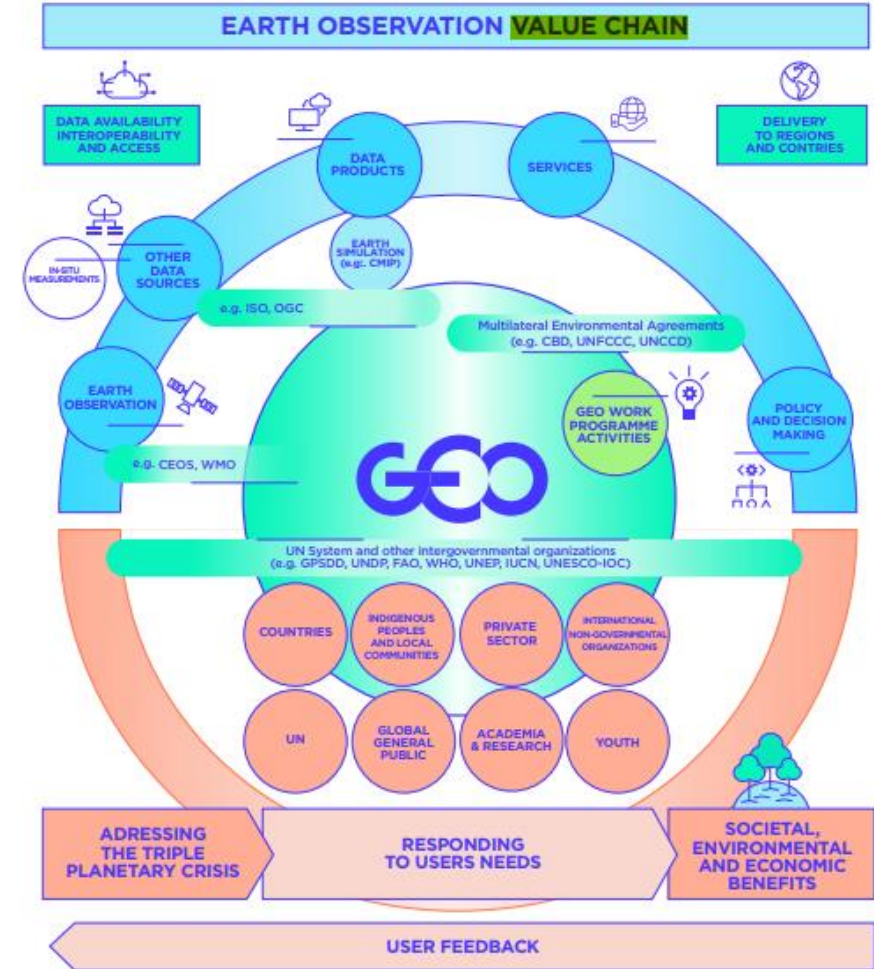 EARTH OBSERVATION VALUE CHAIN
DATA AVAILABILITY
INTEROPERABILITY
AND ACCESS
DELIVERY
TO REGIONS
AND CONTRIES
DATA
PRODUCTS
SERVICES
EARTH
SIMULATION
(e.g:. CMIP)
IN-SITU
MEASUREMENTS
OTHER
DATA
SOURCES
e.g. ISO, OGC
Multilateral Environmental Agreements
(e.g. CBD, UNFCCC, UNCCD)
EARTH
OBSERVATION
GEO WORK
PROGRAMME
ACTIVITIES
POLICY
AND DECISION
MAKING
e.g. CEOS, WMO
GEO
UN System and other intergovernmental organizations
(e.g. GPSDD, UNDP, FAO, WHO, UNEP, IUCN, UNESCO-IOC)
COUNTRIES
INDIGENOUS
PEOPLES
AND LOCAL
COMMUNITIES
PRIVATE
SECTOR
INTERNATIONAL
NON-GOVERNMENTAL
ORGANIZATIONS
UN
GLOBAL
GENERAL
PUBLIC
ACADEMIA
& RESEARCH
YOUTH
ADRESSING
THE TRIPLE
PLANETARY CRISIS
RESPONDING
TO USERS NEEDS
SOCIETAL,
ENVIRONMENTAL
AND ECONOMIC
BENEFITS
USER FEEDBACK